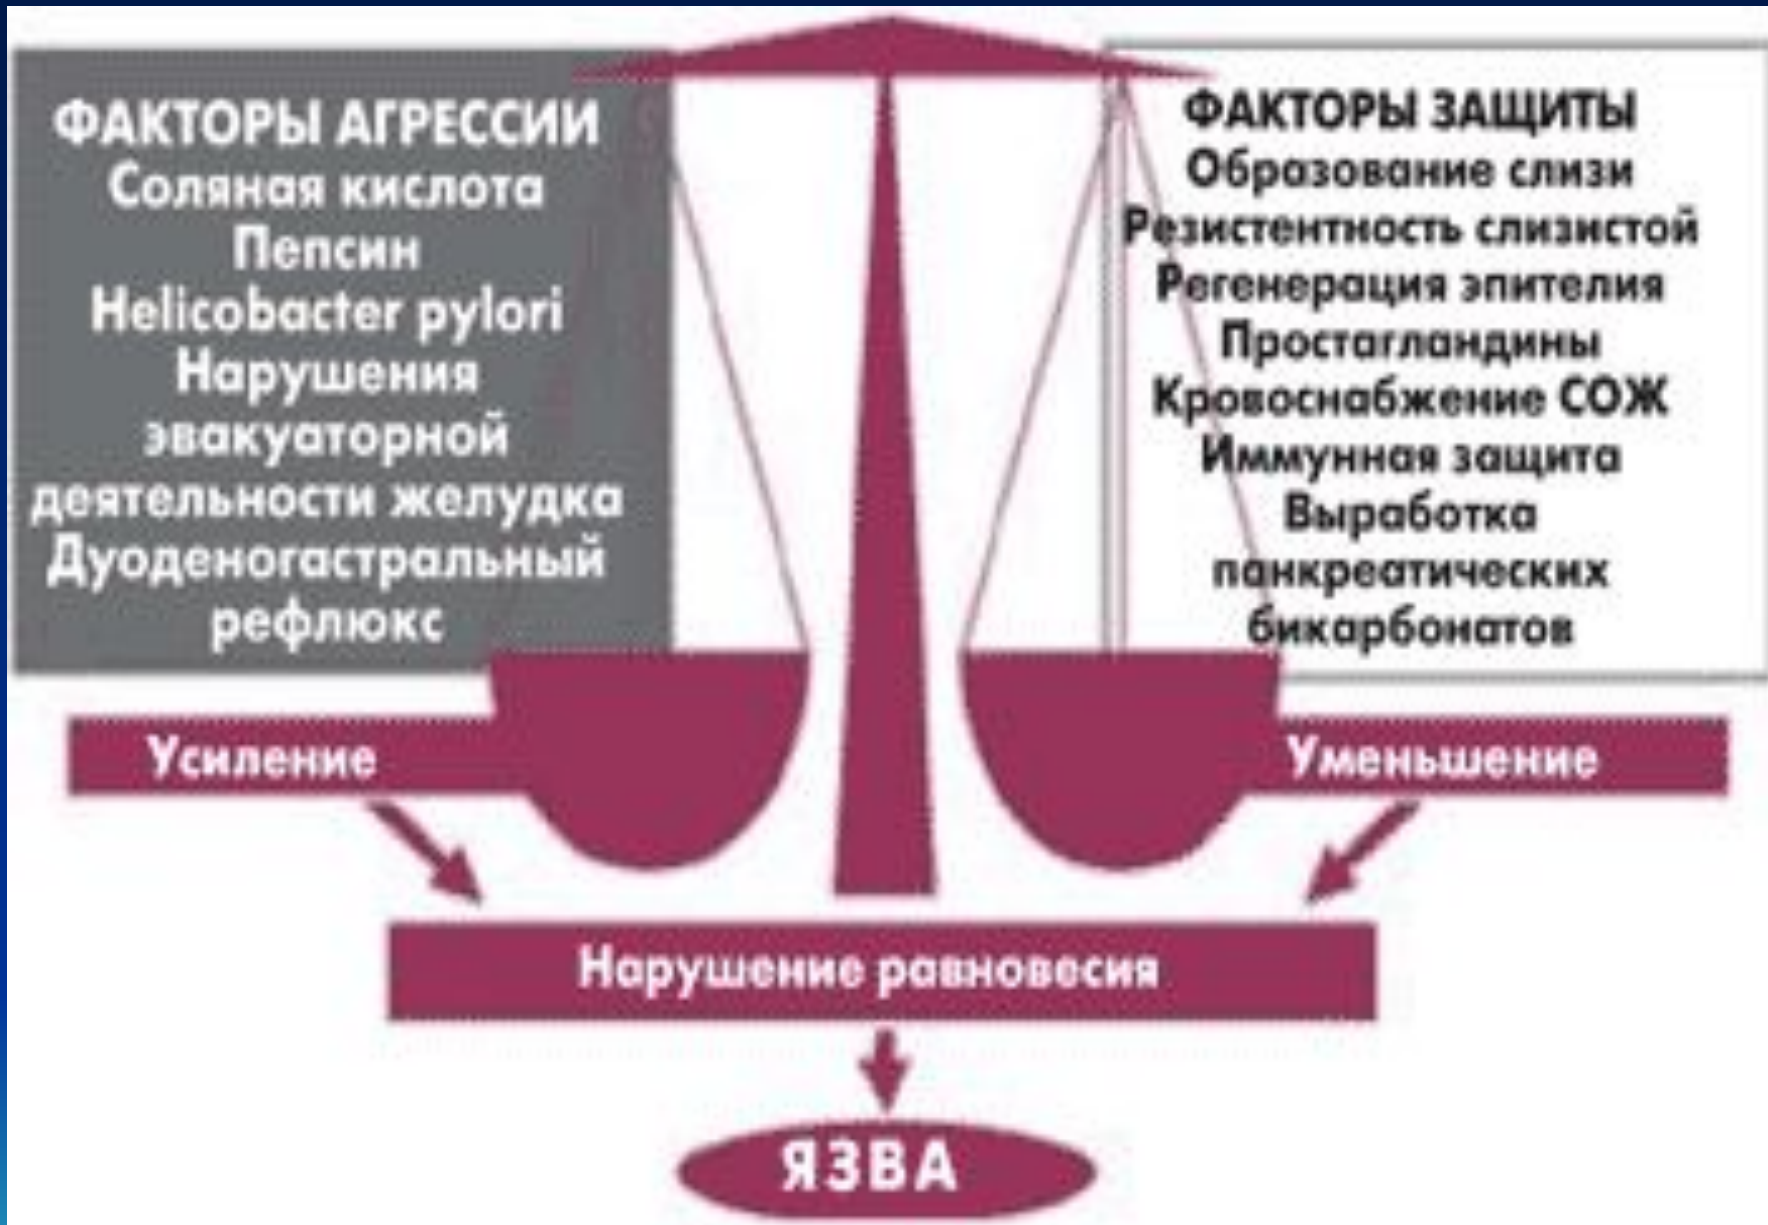 ФАКТОРЫ АГРЕССИИ
Соляная кислота
Пепсин
Helicobacter pylori
Нарушения
эвакуаторной
деятельности желудка
Дуоденогастральный
рефлюкс
ФАКТОРЫ ЗАЩИТЫ
Образование слизи
Резистентность слизистой
Регенерация эпителия
Простагландины
Кровоснабжение СОЖ
Иммунная защита
Выработка
панкреатических
бикарбонатов
Усиление
Уменьшение
Нарушение равновесия
ЯЗВА